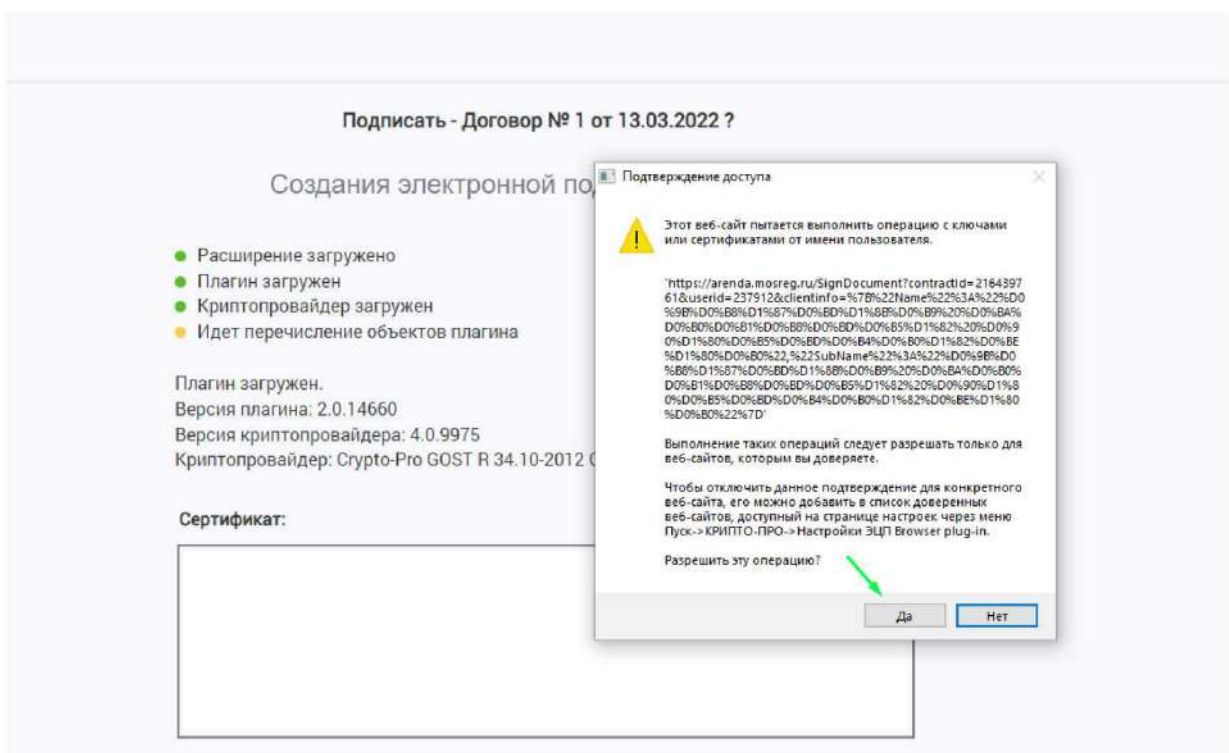 Подписать - Договор № 1 от 13.03.2022 ?
Создания электронной по
Расширение загружено
Плагин загружен
Криптопровайдер загружен
Идет перечисление объектов плагина
Плагин загружен.
Версия плагина: 2.0.14660
Версия криптопровайдера: 4.0.9975
Криптопровайдер: Crypto-Pro GOST R 34.10-2012
Сертификат:
Подтверждение доступа
Этот веб-сайт пытается выполнить операцию с ключами
или сертификатами от имени пользователя.
'https://arenda.mosreg.ru/SignDocument?contractId=2164397
61&userid=237912&clientinfo=%7B%22Name%22%3A%22%D0
%9B%D0%B8%D1%87%D0%BD%D1%8B%D0%B9%20%D0%BA%
D0%B0%D0%B1%D0%B8%D0%BD%D0%B5%D1%82%20%D0%9
0%D1%80%D0%B5%D0%BD%D0%B4%D0%B0%D1%82%D0%BE
%D1%80%D0%B0%22,%22SubName%22%3A%22%D0%9B%D0
%B8%D1%87%D0%BD%D1%8B%D0%B9%20%D0%BA%D0%B0%
D0%B1%D0%B8%D0%BD%D0%B5%D1%82%20%D0%90%D1%8
0%D0%B5%D0%BD%D0%B4%D0%B0%D1%82%D0%BE%D1%80
%D0%B0%22%7D'
Выполнение таких операций следует разрешать только для
веб-сайтов, которым вы доверяете.
Чтобы отключить данное подтверждение для конкретного
веб-сайта, его можно добавить в список доверенных
веб-сайтов, доступный на странице настроек через меню
Пуск->КРИПТО-ПРО->Настройки ЭЦП Browser plug-in.
Разрешить эту операцию?
Да
Нет